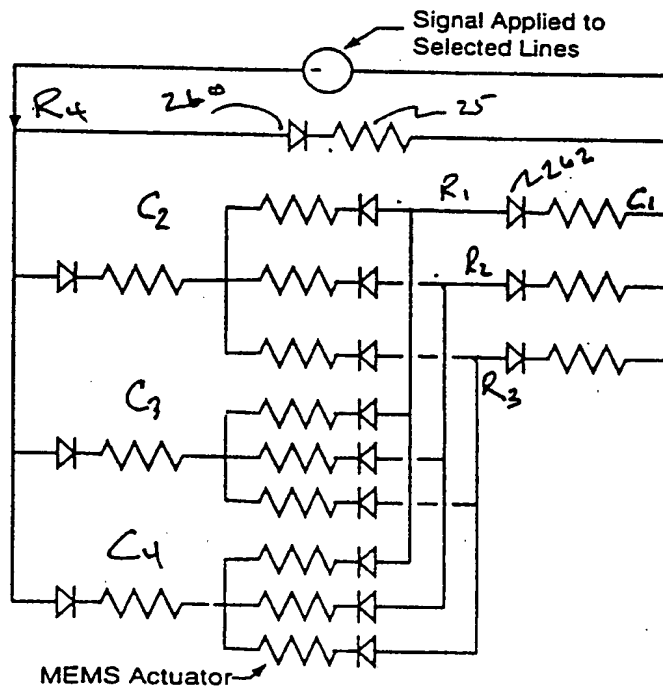 Signal Applied to
Selected Lines
R4
260
25
262
C2
R1
C1
R2
C3
R3
C4
MEMS Actuator